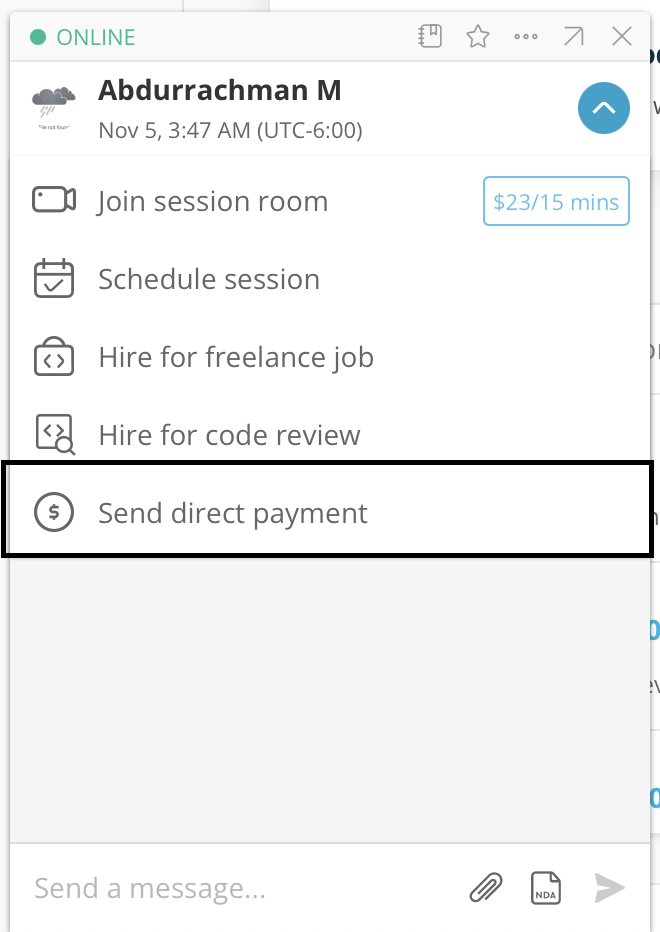 ONLINE
Abdurrachman M
Nov 5, 3:47 AM (UTC-6:00)
Join session room
$23/15 mins
Schedule session
Hire for freelance job
Hire for code review
$
Send direct payment
Send a message...
NDA